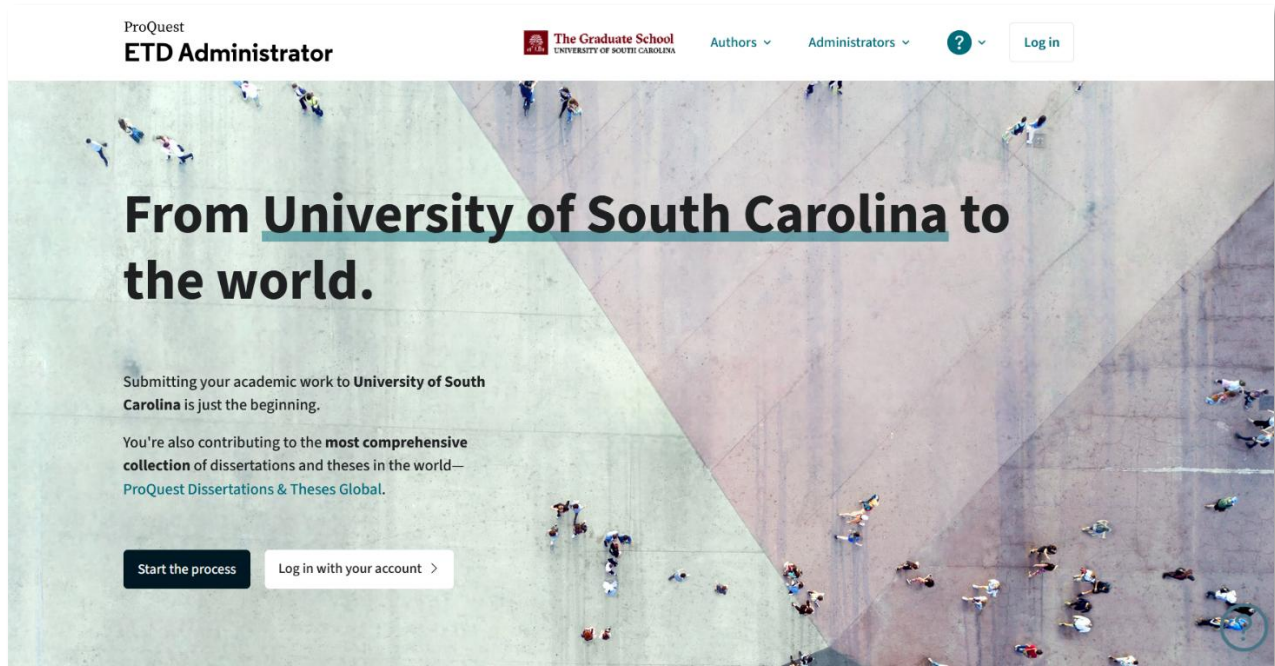 ProQuest
ETD Administrator
The Graduate School
UNIVERSITY OF SOUTH CAROLINA
Authors
Administrators
?
Log in
From University of South Carolina to
the world.
Submitting your academic work to University of South
Carolina is just the beginning.
You're also contributing to the most comprehensive
collection of dissertations and theses in the world—
ProQuest Dissertations & Theses Global.
Start the process
Log in with your account